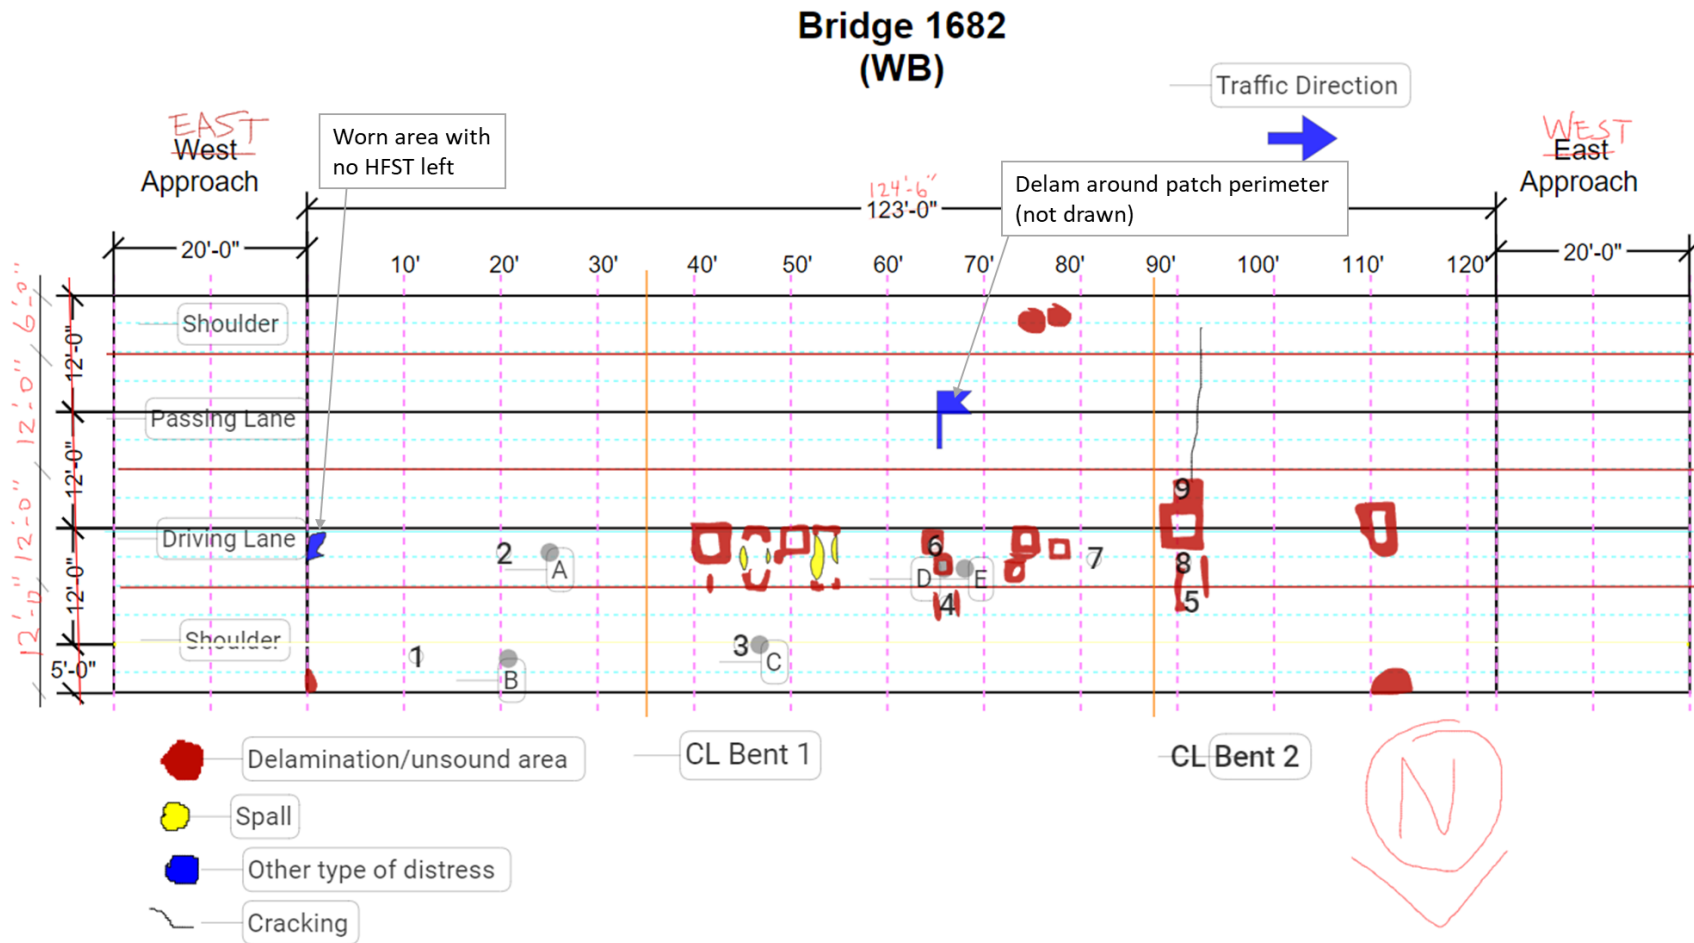 Bridge 1682
(WB)
Traffic Direction
EAST
West
Approach
Worn area with
no HFST left
Delam around patch perimeter
(not drawn)
WEST
East
Approach
124'-6"
123'-0"
20'-0"
20'-0"
10' 20' 30' 40' 50' 60' 70' 80' 90' 100' 110' 120'
6'-0"
12'-0"
Shoulder
12'-0"
Passing Lane
12'-0"
9
12'-0"
Driving Lane
2
A
6
7
D
E
8
12'-0"
12'-0"
4
5
Shoulder
1
3
C
B
5'-0"
CL Bent 1
CL Bent 2
N
Delamination/unsound area
Spall
Other type of distress
Cracking